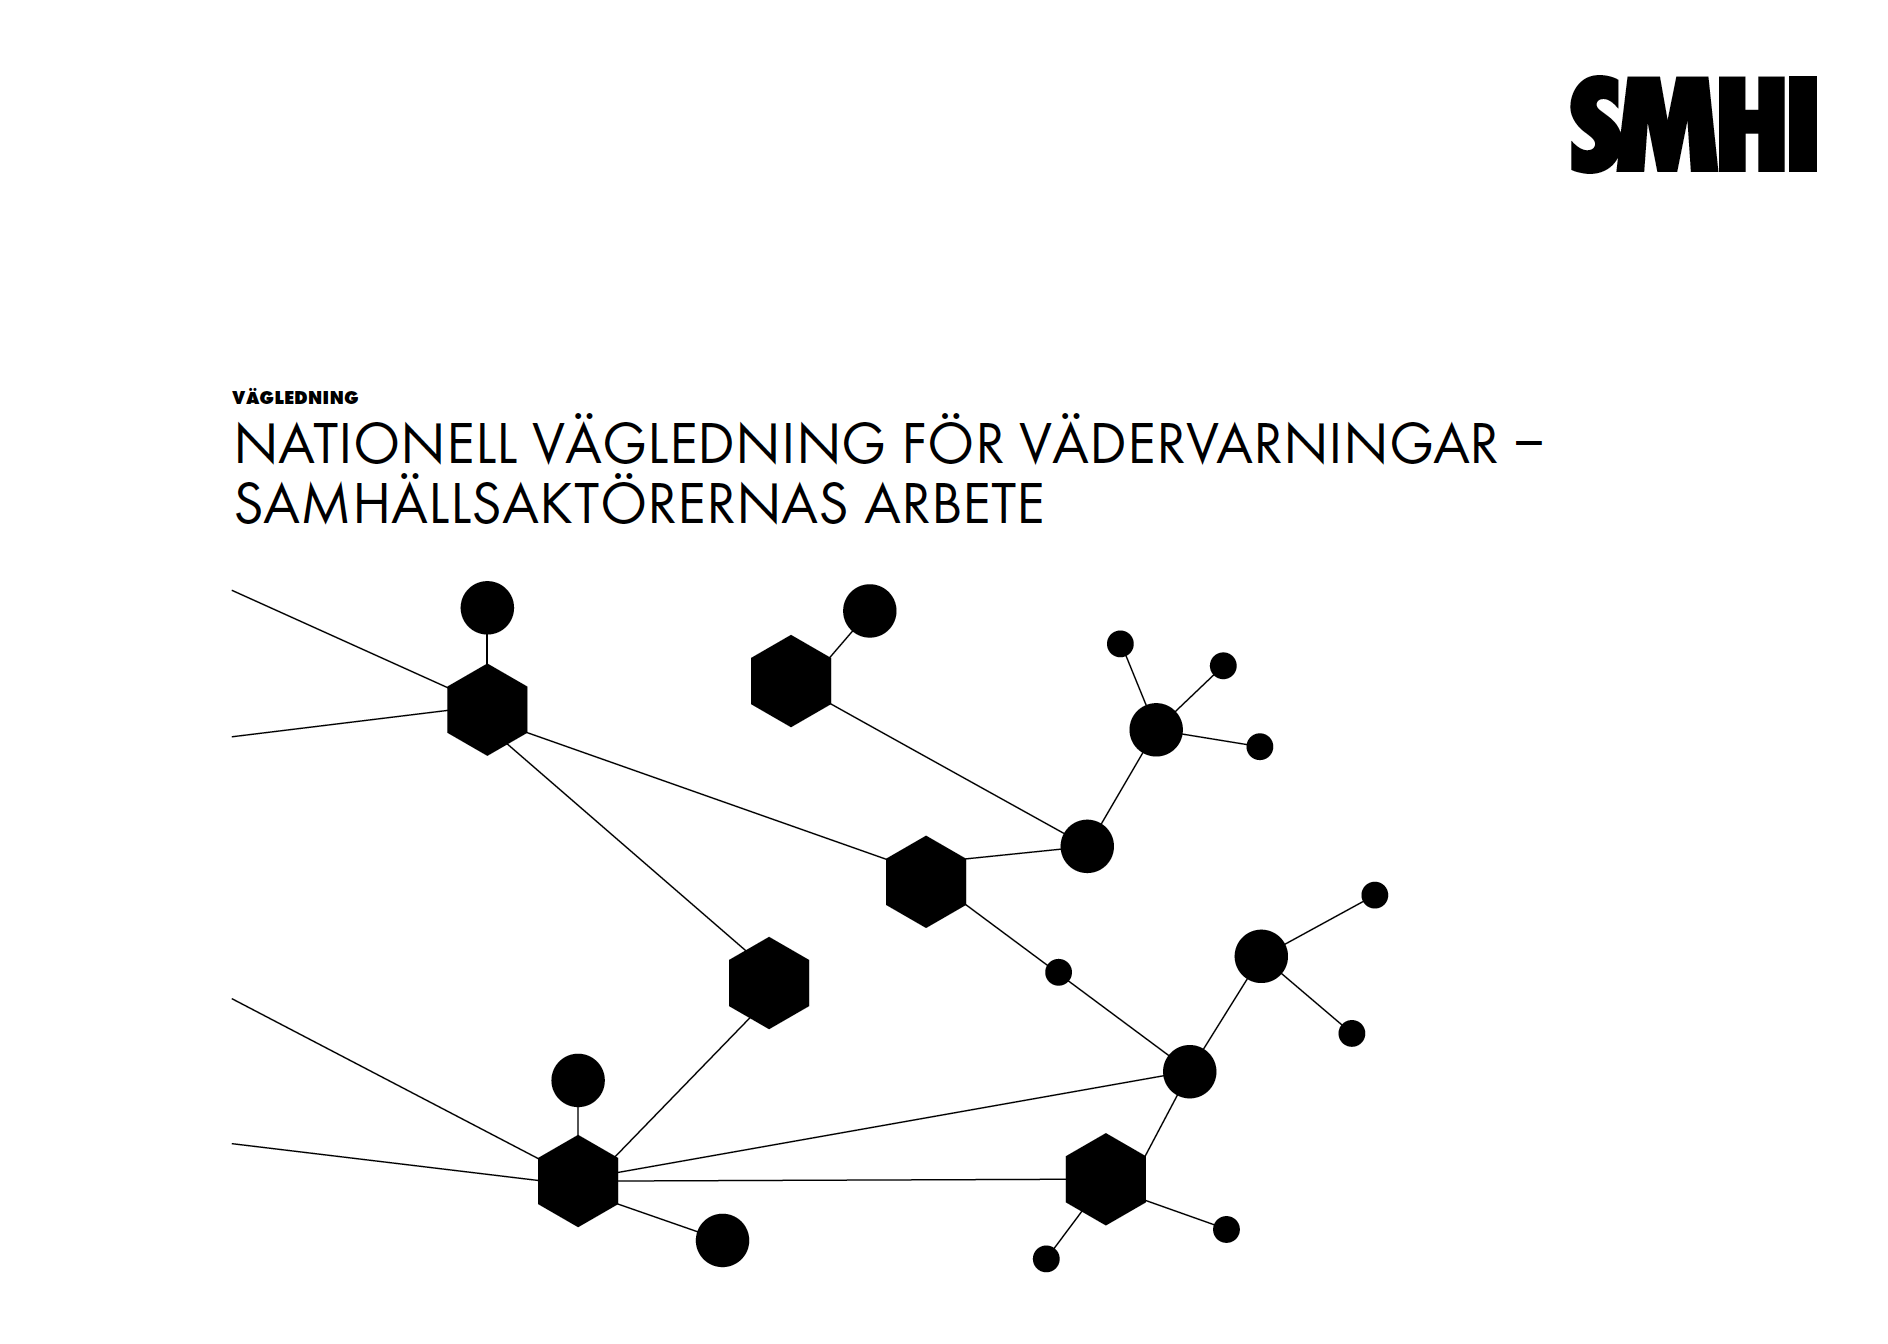 SMHI
VÄGLEDNING
NATIONELL VÄGLEDNING FÖR VÄDERVARNINGAR –
SAMHÄLLSAKTÖRERNAS ARBETE